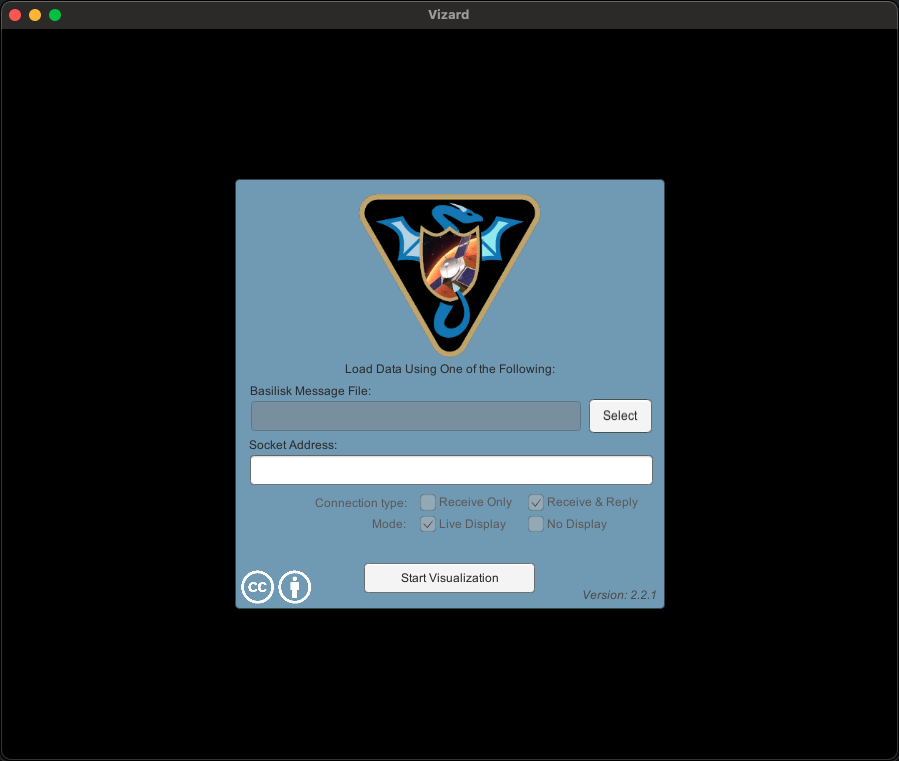 Vizard
Load Data Using One of the Following:
Basilisk Message File:
Select
Socket Address:
Connection type: Receive Only Receive & Reply
Mode: Live Display No Display
cc
Start Visualization
Version: 2.2.1